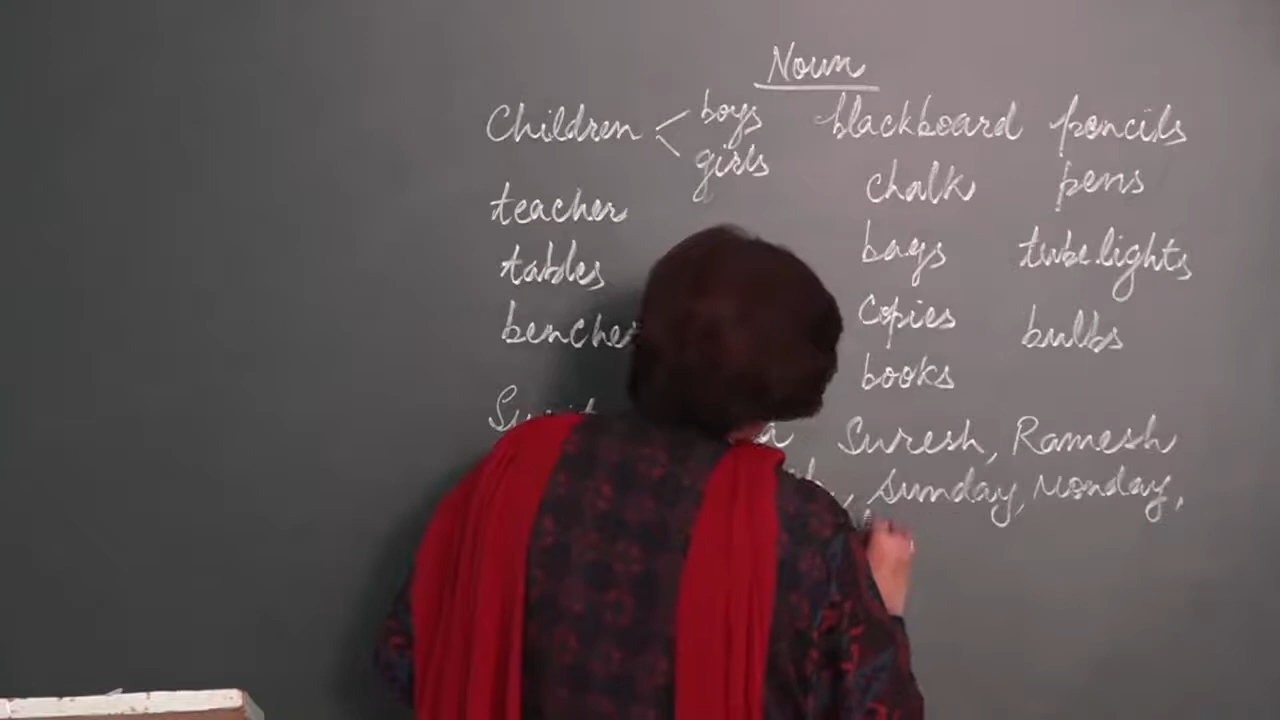 Noun
Children < boys blackboard pencils
girls
chalk pens
teacher
bags tubelights
tables
copies bulbs
benches
books
Suresh, Ramesh
, Sunday, Monday,